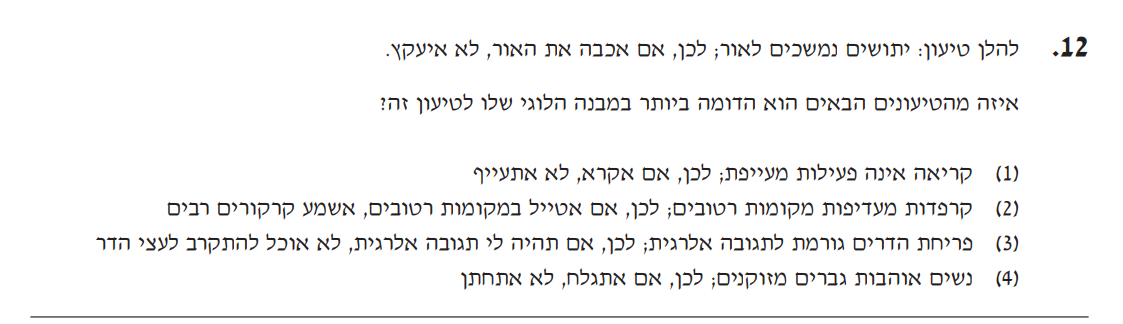 12. להלן טיעון: יתושים נמשכים לאור; לכן, אם אכבה את האור, לא איעקץ.
איזה מהטיעונים הבאים הוא הדומה ביותר במבנה הלוגי שלו לטיעון זה?
(1) קריאה אינה פעילות מעייפת; לכן, אם אקרא, לא אתעייף
(2) קרפדות מעדיפות מקומות רטובים; לכן, אם אטייל במקומות רטובים, אשמע קרקורים רבים
(3) פריחת הדרים גורמת לתגובה אלרגית; לכן, אם תהיה לי תגובה אלרגית, לא אוכל להתקרב לעצי הדר
(4) נשים אוהבות גברים מזוקנים; לכן, אם אתגלח, לא אתחתן